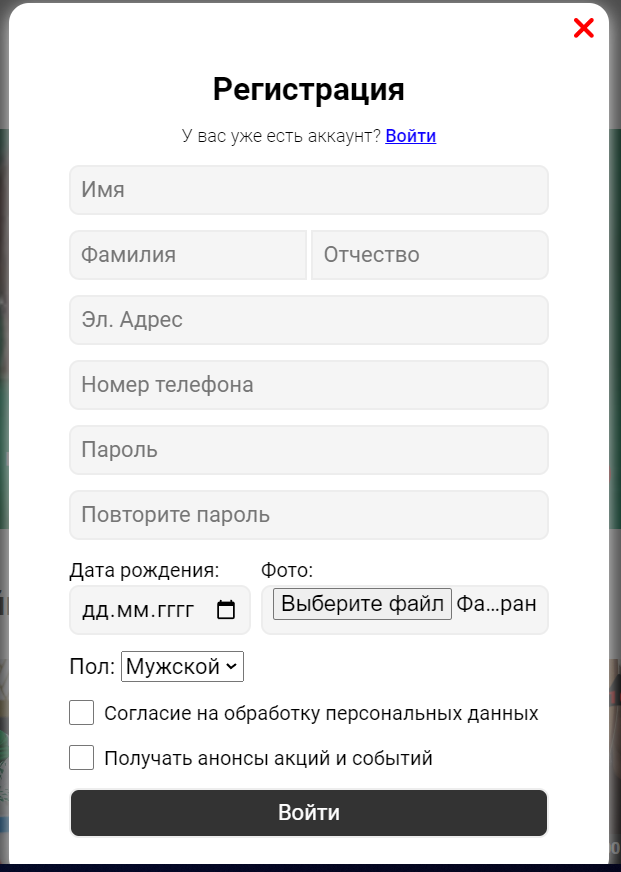 Регистрация
У вас уже есть аккаунт? Войти
Имя
Фамилия Отчество
Эл. Адрес
Номер телефона
Пароль
Повторите пароль
Дата рождения: Фото:
дд.мм.гггг Выберите файл Фа...ран
Пол: Мужской
Согласие на обработку персональных данных
Получать анонсы акций и событий
Войти